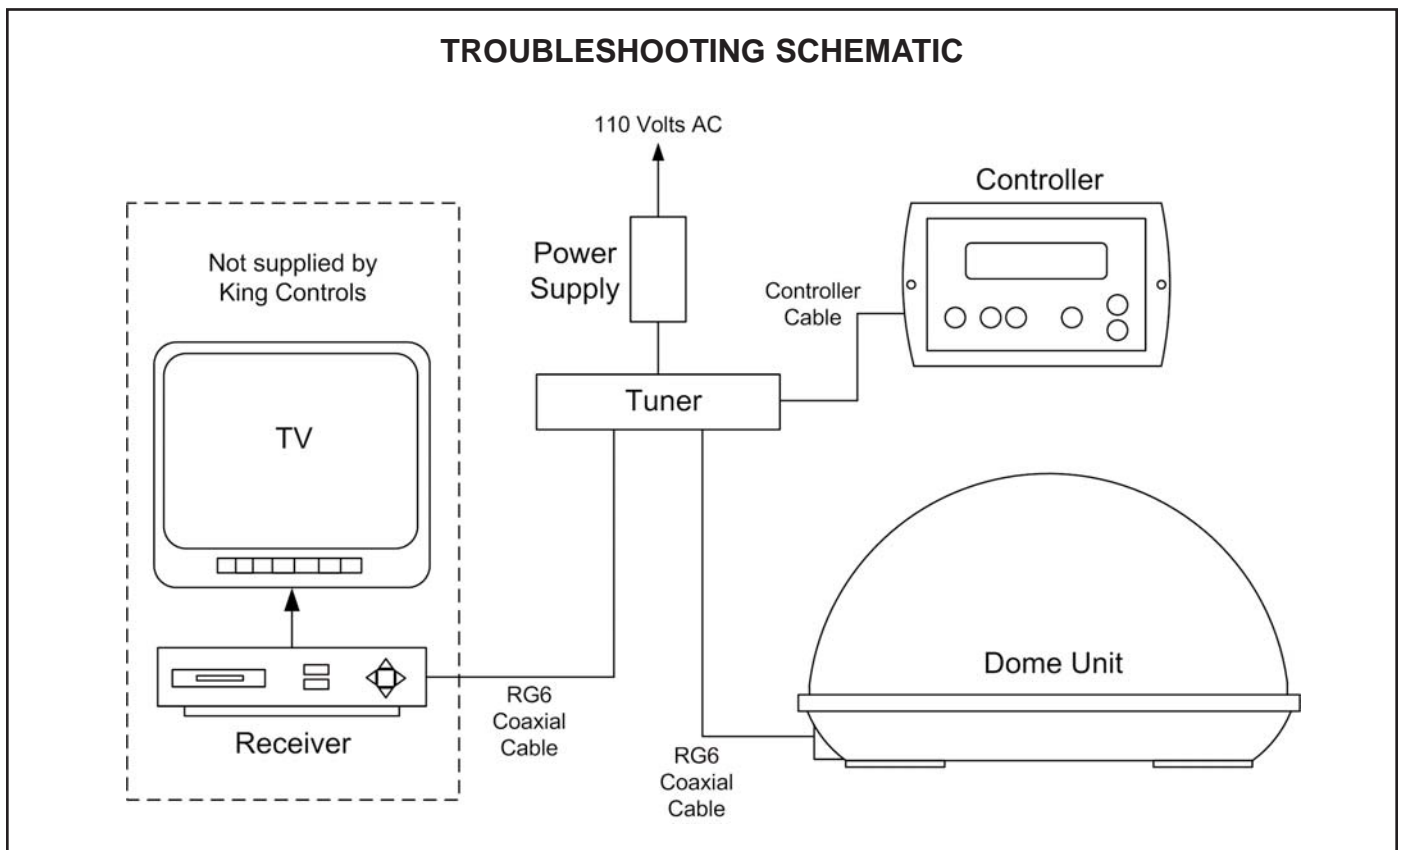 TROUBLESHOOTING SCHEMATIC
110 Volts AC
Controller
Power
Supply
Not supplied by
King Controls
Controller
Cable
Tuner
TV
Dome Unit
RG6
Coaxial
Cable
Receiver
RG6
Coaxial
Cable